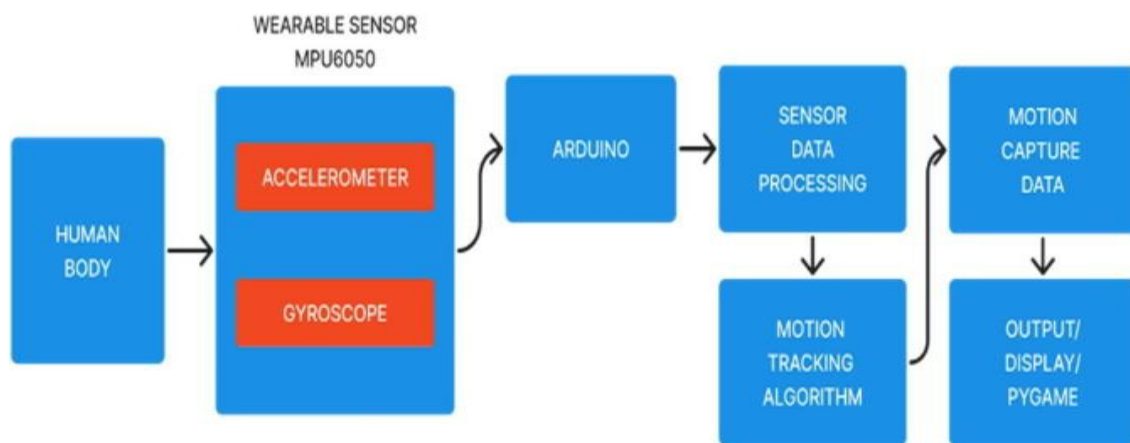 WEARABLE SENSOR
MPU6050
HUMAN
BODY
ACCELEROMETER
GYROSCOPE
ARDUINO
SENSOR
DATA
PROCESSING
MOTION
TRACKING
ALGORITHM
MOTION
CAPTURE
DATA
OUTPUT/
DISPLAY/
PYGAME